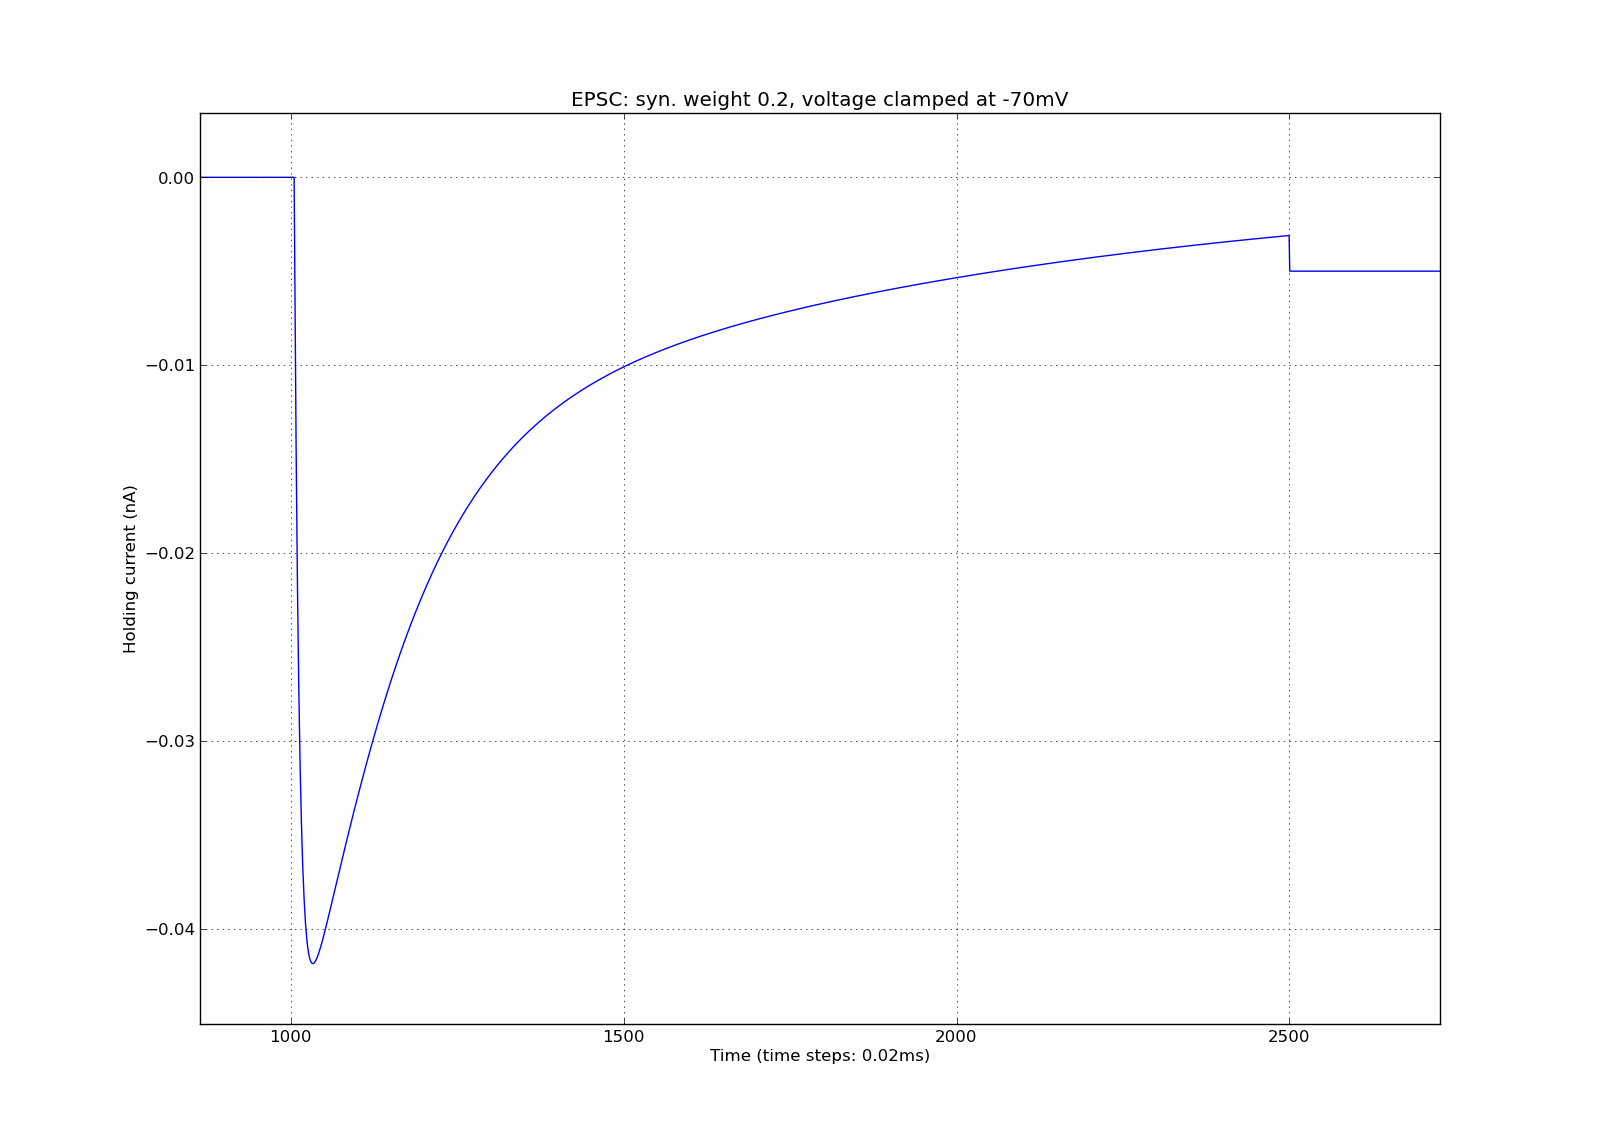 EPSC: syn. weight 0.2, voltage clamped at -70mV
Holding current (nA)
0.00
−0.01
−0.02
−0.03
−0.04
1000 1500 2000 2500
Time (time steps: 0.02ms)